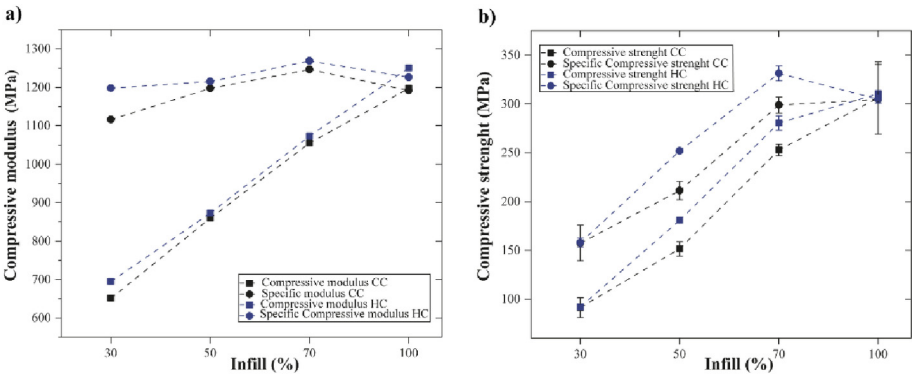 a)
Compressive modulus (MPa)
1300
1200
1100
1000
900
800
700
600
30
50
70
100
Infill (%)
Compressive modulus CC
Specific modulus CC
Compressive modulus HC
Specific Compressive modulus HC
b)
Compressive strenght (MPa)
350
300
250
200
150
100
30
50
70
100
Infill (%)
Compressive strenght CC
Specific Compressive strenght CC
Compressive strenght HC
Specific Compressive strenght HC